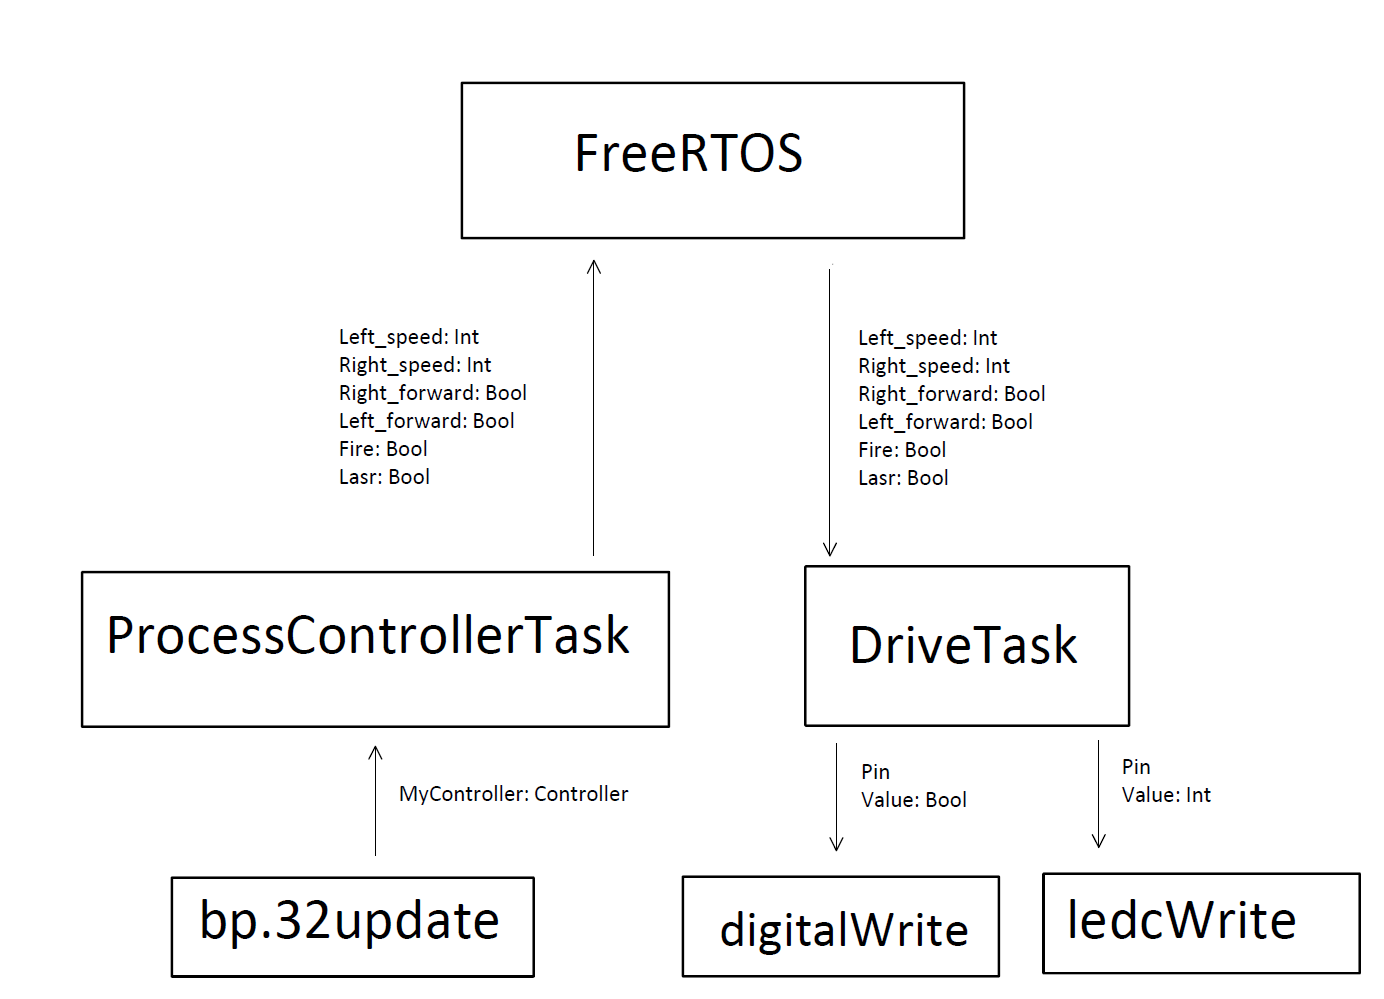 FreeRTOS
Left_speed: Int
Right_speed: Int
Right_forward: Bool
Left_forward: Bool
Fire: Bool
Lasr: Bool
Left_speed: Int
Right_speed: Int
Right_forward: Bool
Left_forward: Bool
Fire: Bool
Lasr: Bool
ProcessControllerTask
DriveTask
MyController: Controller
Pin
Value: Bool
Pin
Value: Int
bp.32update
digitalWrite
ledcWrite